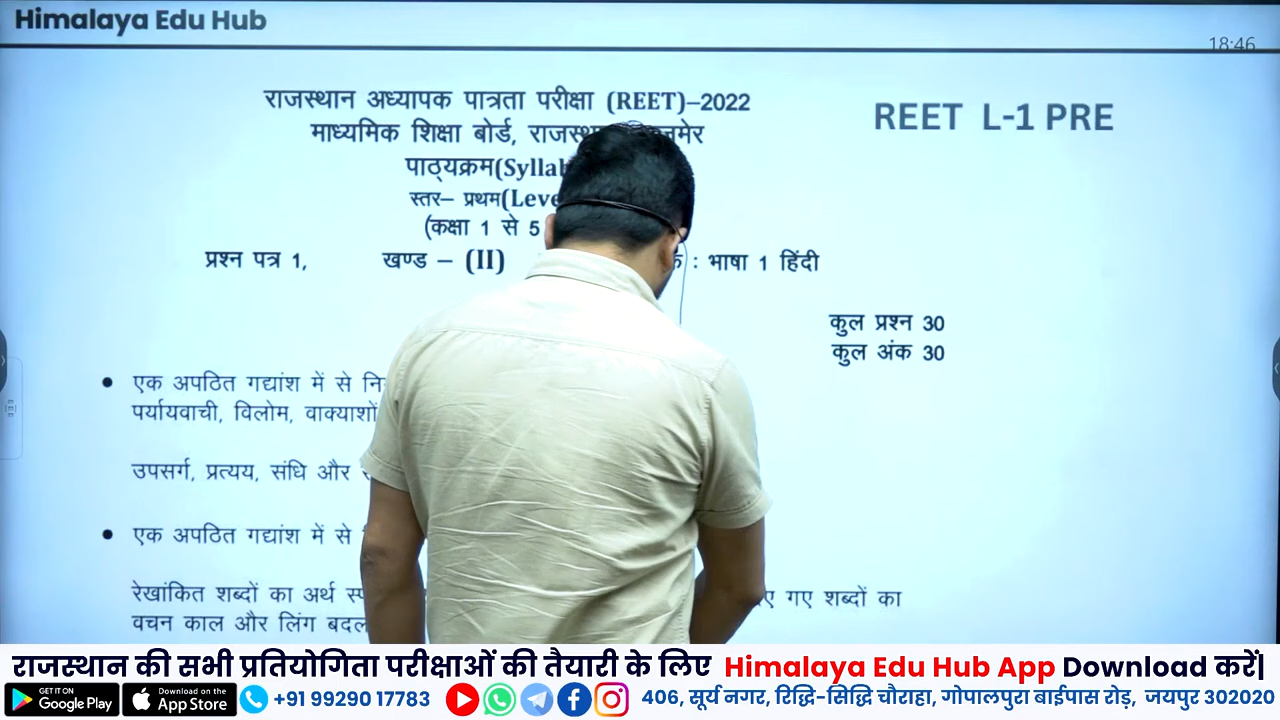 Himalaya Edu Hub
18:46
राजस्थान अध्यापक पात्रता परीक्षा (REET)–2022
REET L-1 PRE
माध्यमिक शिक्षा बोर्ड,
पाठ्यक्रम(Syllab
स्तर– प्रथम(Leve
(कक्षा 1 से 5
प्रश्न पत्र 1, खण्ड – (II) : भाषा 1 हिंदी
कुल प्रश्न 30
कुल अंक 30
• एक अपठित गद्यांश में से
पर्यायवाची, विलोम, वाक्याशों
उपसर्ग, प्रत्यय, संधि और
• एक अपठित गद्यांश में से
रेखांकित शब्दों का अर्थ गए शब्दों का
वचन काल और लिंग बदल
राजस्थान की सभी प्रतियोगिता परीक्षाओं की तैयारी के लिए Himalaya Edu Hub App Download करें|
GET IT ON Google Play Download on the App Store +91 99290 17783 406, सूर्य नगर, रिद्धि-सिद्धि चौराहा, गोपालपुरा बाईपास रोड़, जयपुर 302020